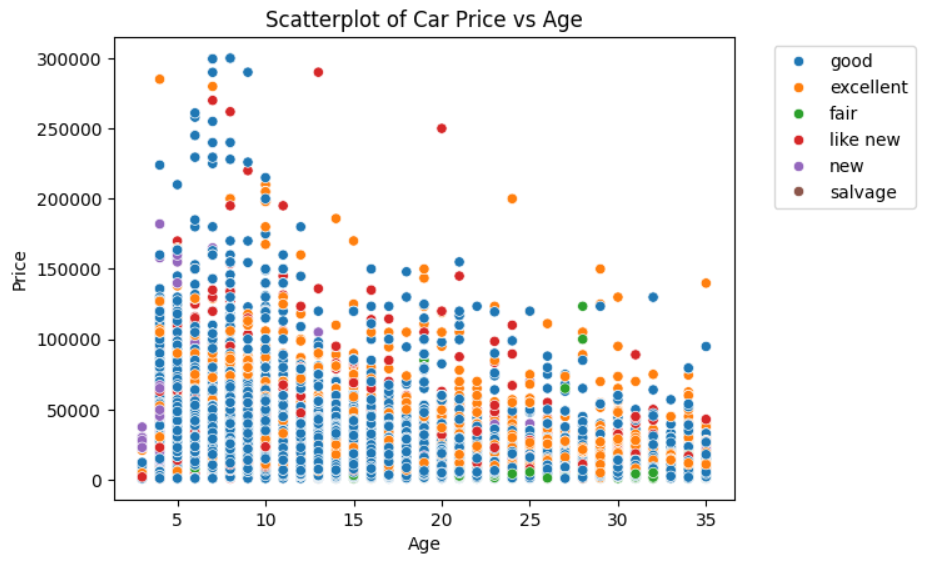 Scatterplot of Car Price vs Age
300000
250000
200000
150000
100000
50000
0
Price
5 10 15 20 25 30 35
Age
good
excellent
fair
like new
new
salvage